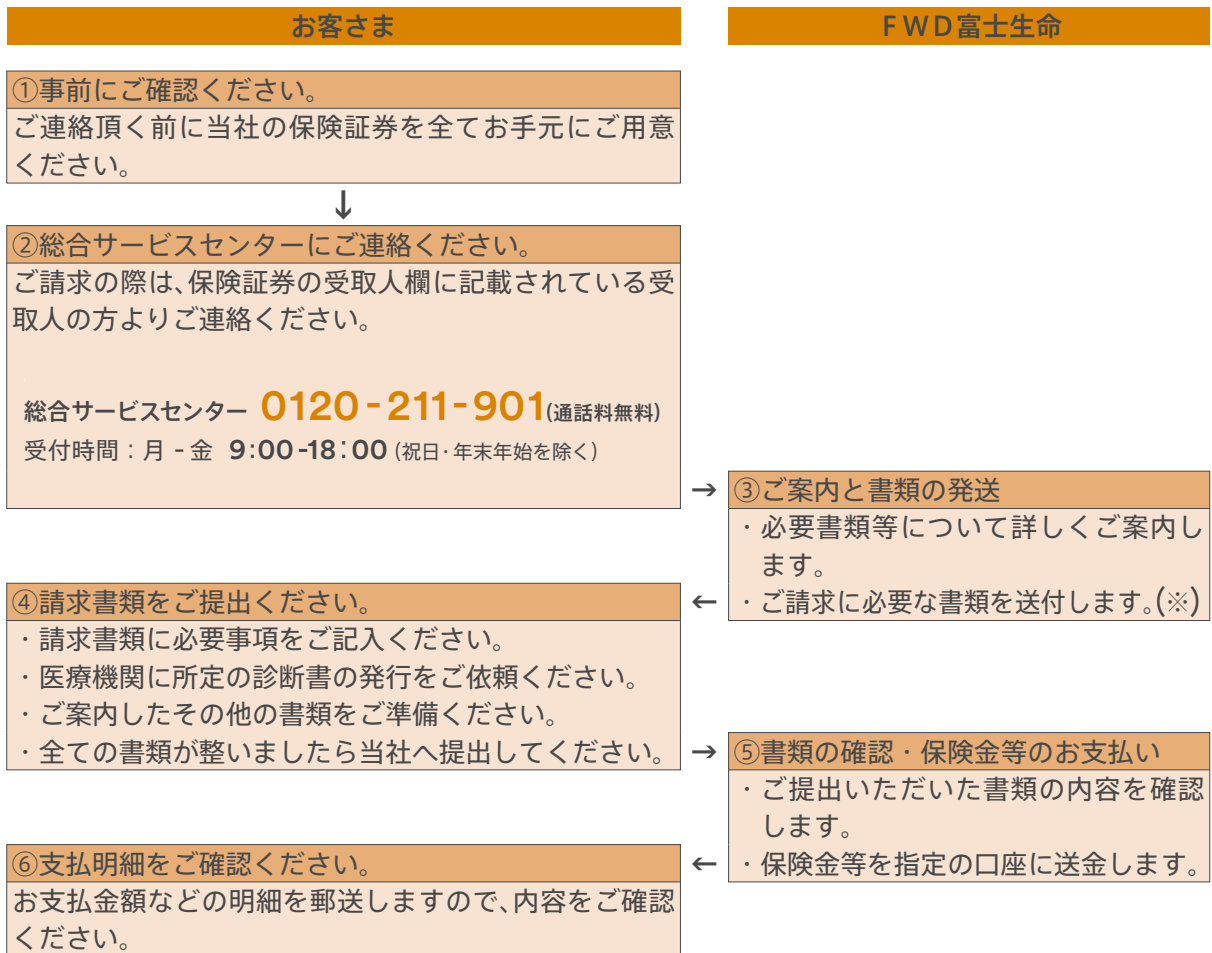 お客さま
ＦＷＤ富士生命
①事前にご確認ください。
ご連絡頂く前に当社の保険証券を全てお手元にご用意
ください。
↓
②総合サービスセンターにご連絡ください。
ご請求の際は、保険証券の受取人欄に記載されている受
取人の方よりご連絡ください。
総合サービスセンター 0120-211-901(通話料無料)
受付時間：月-金 9:00-18:00 (祝日・年末年始を除く)
→
③ご案内と書類の発送
・必要書類等について詳しくご案内し
ます。
・ご請求に必要な書類を送付します。(※)
←
④請求書類をご提出ください。
・請求書類に必要事項をご記入ください。
・医療機関に所定の診断書の発行をご依頼ください。
・ご案内したその他の書類をご準備ください。
・全ての書類が整いましたら当社へ提出してください。
→
⑤書類の確認・保険金等のお支払い
・ご提出いただいた書類の内容を確認
します。
・保険金等を指定の口座に送金します。
←
⑥支払明細をご確認ください。
お支払金額などの明細を郵送しますので、内容をご確認
ください。